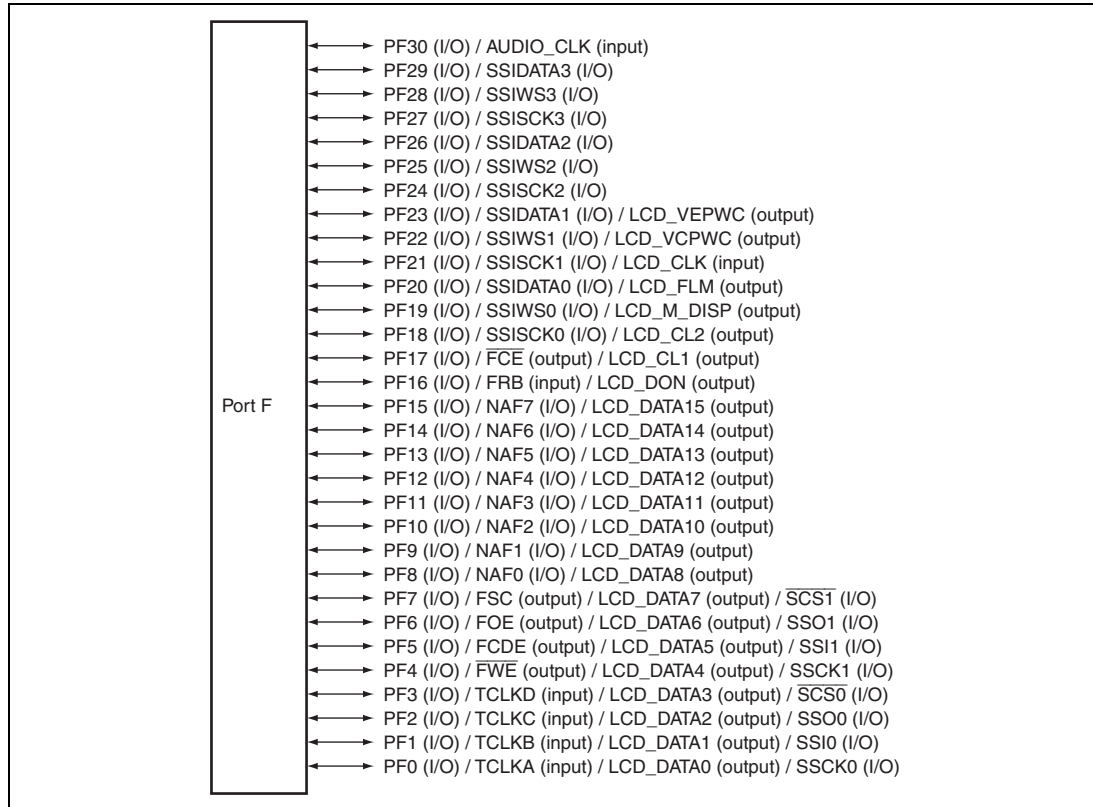 PF30 (I/O) / AUDIO_CLK (input)
PF29 (I/O) / SSIDATA3 (I/O)
PF28 (I/O) / SSIWS3 (I/O)
PF27 (I/O) / SSISCK3 (I/O)
PF26 (I/O) / SSIDATA2 (I/O)
PF25 (I/O) / SSIWS2 (I/O)
PF24 (I/O) / SSISCK2 (I/O)
PF23 (I/O) / SSIDATA1 (I/O) / LCD_VEPWC (output)
PF22 (I/O) / SSIWS1 (I/O) / LCD_VCPWC (output)
PF21 (I/O) / SSISCK1 (I/O) / LCD_CLK (input)
PF20 (I/O) / SSIDATA0 (I/O) / LCD_FLM (output)
PF19 (I/O) / SSIWS0 (I/O) / LCD_M_DISP (output)
PF18 (I/O) / SSISCK0 (I/O) / LCD_CL2 (output)
PF17 (I/O) / F̅C̅E̅ (output) / LCD_CL1 (output)
PF16 (I/O) / FRB (input) / LCD_DON (output)
Port F
PF15 (I/O) / NAF7 (I/O) / LCD_DATA15 (output)
PF14 (I/O) / NAF6 (I/O) / LCD_DATA14 (output)
PF13 (I/O) / NAF5 (I/O) / LCD_DATA13 (output)
PF12 (I/O) / NAF4 (I/O) / LCD_DATA12 (output)
PF11 (I/O) / NAF3 (I/O) / LCD_DATA11 (output)
PF10 (I/O) / NAF2 (I/O) / LCD_DATA10 (output)
PF9 (I/O) / NAF1 (I/O) / LCD_DATA9 (output)
PF8 (I/O) / NAF0 (I/O) / LCD_DATA8 (output)
PF7 (I/O) / FSC (output) / LCD_DATA7 (output) / S̅C̅S̅1̅ (I/O)
PF6 (I/O) / FOE (output) / LCD_DATA6 (output) / SSO1 (I/O)
PF5 (I/O) / FCDE (output) / LCD_DATA5 (output) / SSI1 (I/O)
PF4 (I/O) / F̅W̅E̅ (output) / LCD_DATA4 (output) / SSCK1 (I/O)
PF3 (I/O) / TCLKD (input) / LCD_DATA3 (output) / S̅C̅S̅0̅ (I/O)
PF2 (I/O) / TCLKC (input) / LCD_DATA2 (output) / SSO0 (I/O)
PF1 (I/O) / TCLKB (input) / LCD_DATA1 (output) / SSI0 (I/O)
PF0 (I/O) / TCLKA (input) / LCD_DATA0 (output) / SSCK0 (I/O)